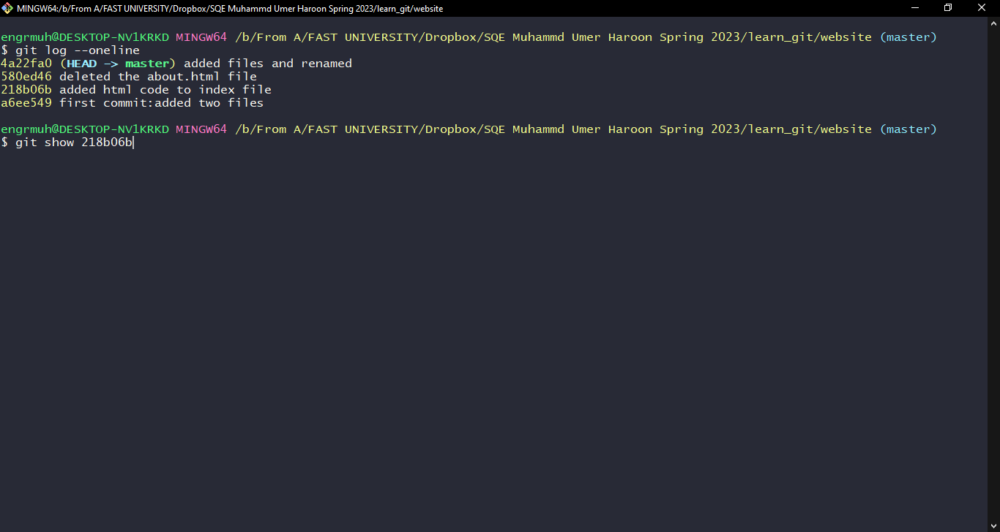 MINGW64:/b/From A/FAST UNIVERSITY/Dropbox/SQE Muhammd Umer Haroon Spring 2023/learn_git/website
engrmuh@DESKTOP-NV1KRKD MINGW64 /b/From A/FAST UNIVERSITY/Dropbox/SQE Muhammd Umer Haroon Spring 2023/learn_git/website (master)
$ git log --oneline
4a22fa0 (HEAD -> master) added files and renamed
580ed46 deleted the about.html file
218b06b added html code to index file
a6ee549 first commit:added two files
engrmuh@DESKTOP-NV1KRKD MINGW64 /b/From A/FAST UNIVERSITY/Dropbox/SQE Muhammd Umer Haroon Spring 2023/learn_git/website (master)
$ git show 218b06b